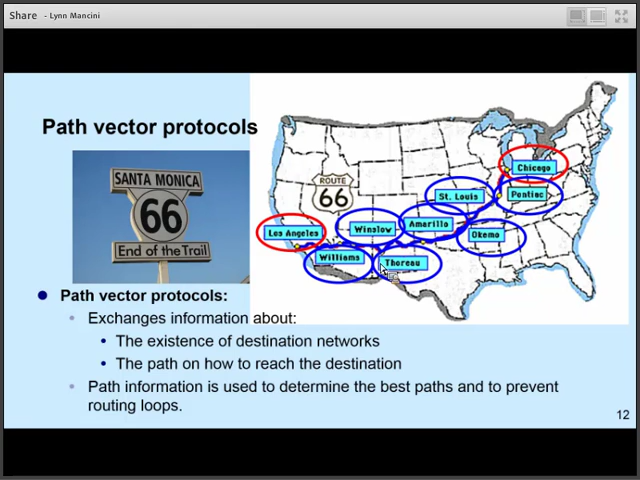 Share - Lynn Mancini
Path vector protocols
SANTA MONICA
66
End of the Trail
ROUTE
66
Chicago
Pontiac
St. Louis
Amarillo
Winslow
Los Angeles
Okemo
Williams
Thoreau
Path vector protocols:
Exchanges information about:
The existence of destination networks
The path on how to reach the destination
Path information is used to determine the best paths and to prevent
routing loops.
12